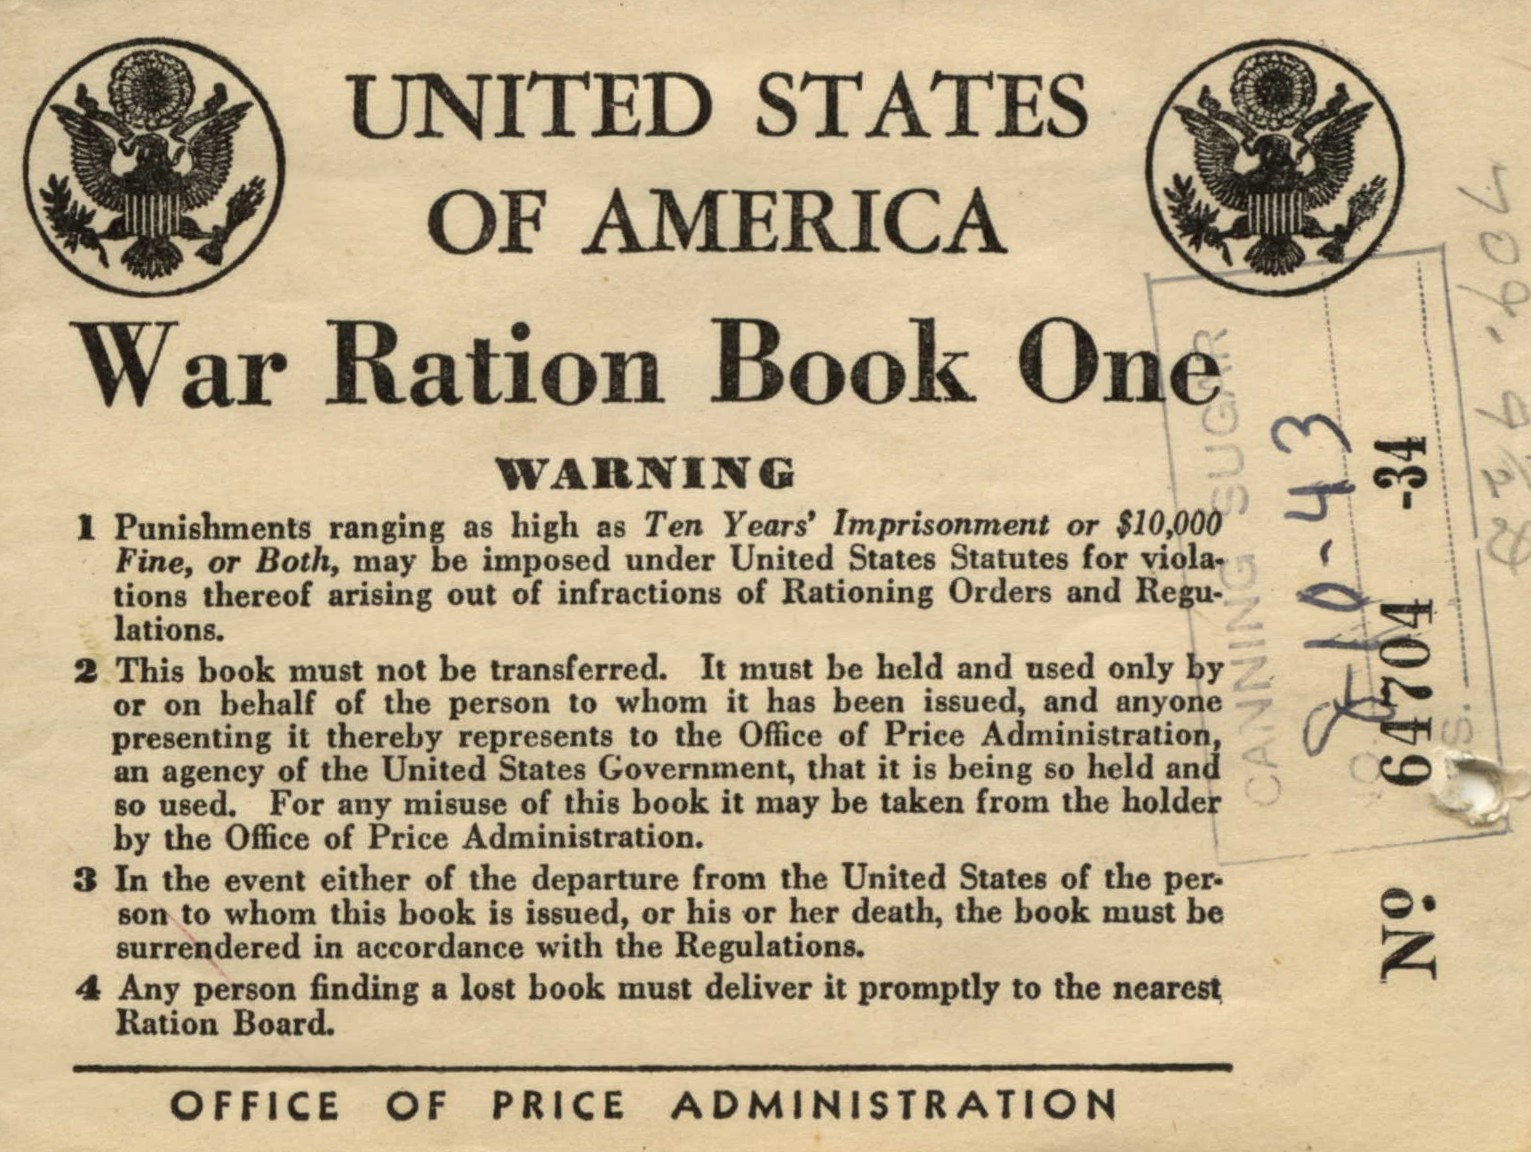 UNITED STATES
OF AMERICA
War Ration Book One
WARNING
1 Punishments ranging as high as Ten Years' Imprisonment or $10,000
Fine, or Both, may be imposed under United States Statutes for viola-
tions thereof arising out of infractions of Rationing Orders and Regu-
lations.
2 This book must not be transferred. It must be held and used only by
or on behalf of the person to whom it has been issued, and anyone
presenting it thereby represents to the Office of Price Administration,
an agency of the United States Government, that it is being so held and
so used. For any misuse of this book it may be taken from the holder
by the Office of Price Administration.
3 In the event either of the departure from the United States of the per-
son to whom this book is issued, or his or her death, the book must be
surrendered in accordance with the Regulations.
4 Any person finding a lost book must deliver it promptly to the nearest
Ration Board.
OFFICE OF PRICE ADMINISTRATION
CANNING SUGAR
No 64704 -34